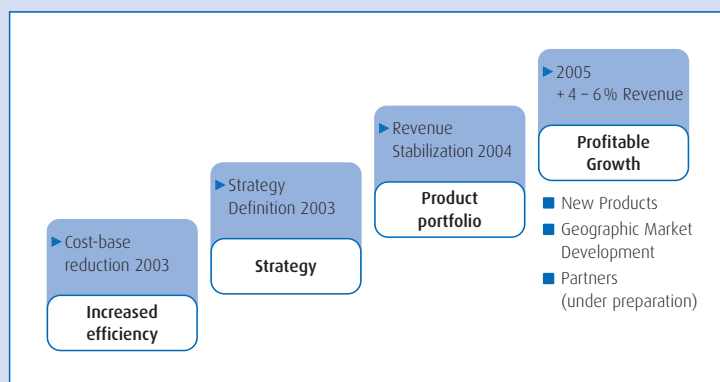 Cost-base
reduction 2003
Increased
efficiency
Strategy
Definition 2003
Strategy
Revenue
Stabilization 2004
Product
portfolio
2005
+ 4 – 6 % Revenue
Profitable
Growth
New Products
Geographic Market
Development
Partners
(under preparation)